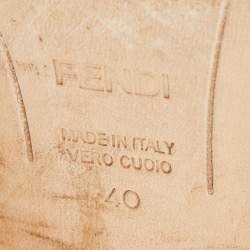 FENDI
MADE IN ITALY
VERO CUOIO
40